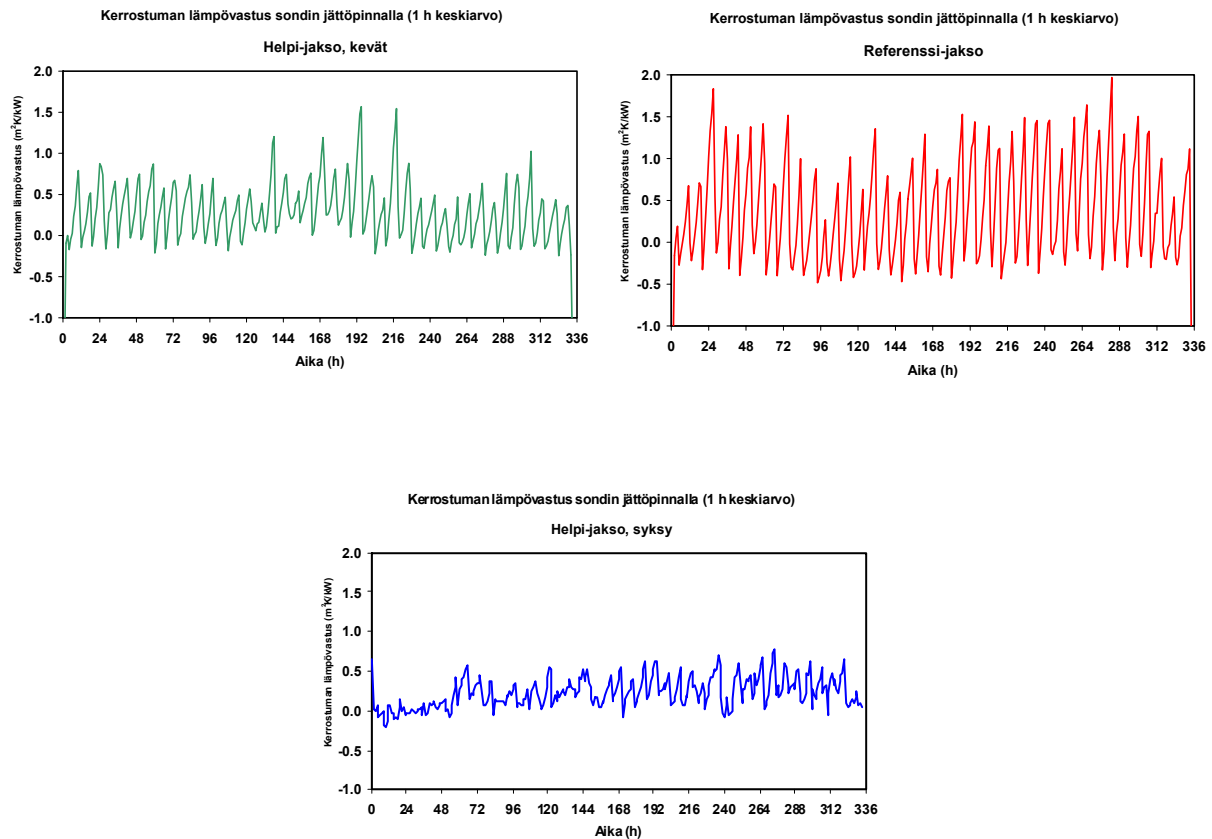 Kerrostuman lämpövastus sondin jättöpinnalla (1 h keskiarvo)
Helpi-jakso, kevät
Kerrostuman lämpövastus (m²K/kW)
2.0
1.5
1.0
0.5
0.0
-0.5
-1.0
0 24 48 72 96 120 144 168 192 216 240 264 288 312 336
Aika (h)
Kerrostuman lämpövastus sondin jättöpinnalla (1 h keskiarvo)
Referenssi-jakso
Kerrostuman lämpövastus (m²K/kW)
2.0
1.5
1.0
0.5
0.0
-0.5
-1.0
0 24 48 72 96 120 144 168 192 216 240 264 288 312 336
Aika (h)
Kerrostuman lämpövastus sondin jättöpinnalla (1 h keskiarvo)
Helpi-jakso, syksy
Kerrostuman lämpövastus (m²K/kW)
2.0
1.5
1.0
0.5
0.0
-0.5
-1.0
0 24 48 72 96 120 144 168 192 216 240 264 288 312 336
Aika (h)